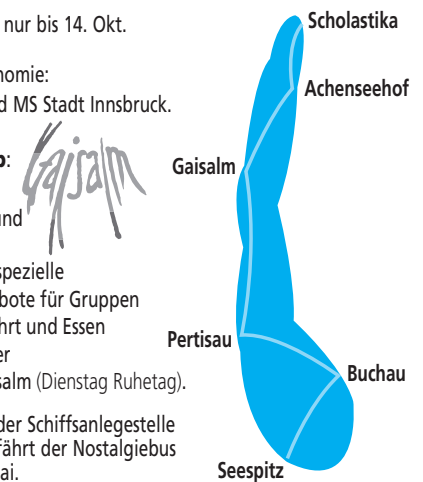 nur bis 14. Okt.
nomie:
d MS Stadt Innsbruck.
:
Gaisalm
und
spezielle
bote für Gruppen
hrt und Essen
er
salm (Dienstag Ruhetag).
der Schiffsanlegestelle
fährt der Nostalgiebus
ai.
Scholastika
Achenseehof
Gaisalm
Pertisau
Buchau
Seespitz